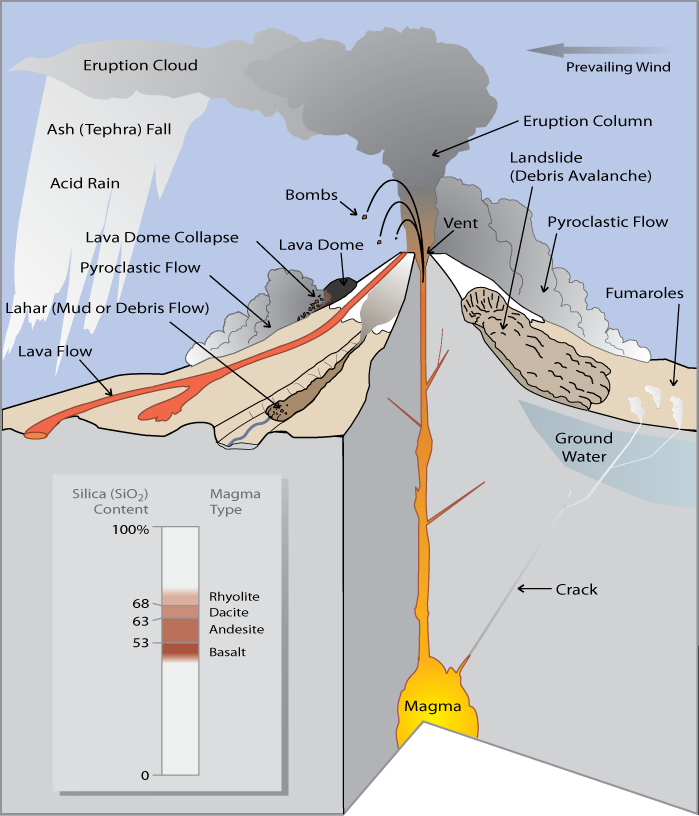 Eruption Cloud
Prevailing Wind
Ash (Tephra) Fall
Eruption Column
Landslide
(Debris Avalanche)
Acid Rain
Bombs
Vent
Pyroclastic Flow
Lava Dome Collapse
Lava Dome
Pyroclastic Flow
Fumaroles
Lahar (Mud or Debris Flow)
Lava Flow
Ground
Water
Silica (SiO₂)
Content
Magma
Type
100%
Crack
Rhyolite
68
Dacite
63
Andesite
53
Basalt
Magma
0